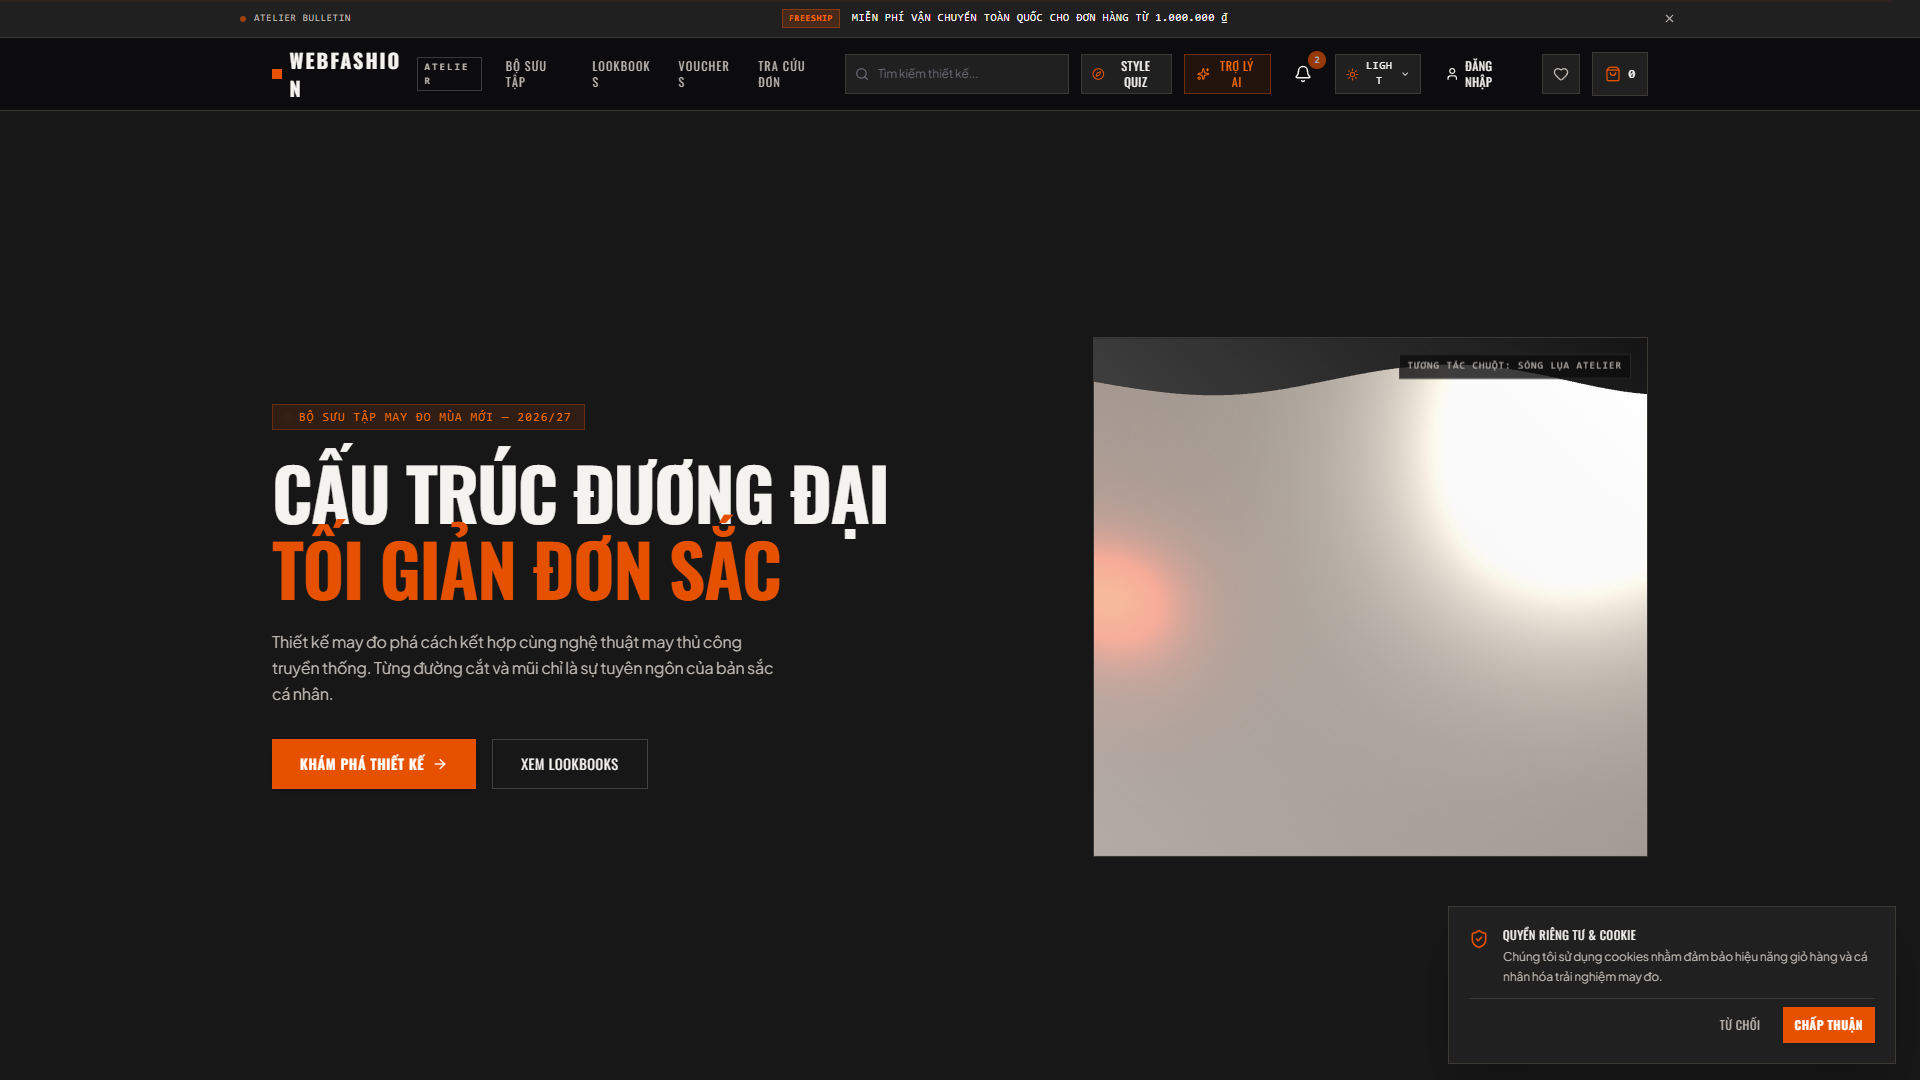 ATELIER BULLETIN
FREESHIP MIỄN PHÍ VẬN CHUYỂN TOÀN QUỐC CHO ĐƠN HÀNG TỪ 1.000.000 ₫
WEBFASHIO
N
ATELIE
R
BỘ SƯU
TẬP
LOOKBOOK
S
VOUCHER
S
TRA CỨU
ĐƠN
Tìm kiếm thiết kế...
STYLE
QUIZ
TRỢ LÝ
AI
2
LIGH
T
ĐĂNG
NHẬP
0
TƯƠNG TÁC CHUỘT: SÓNG LỤA ATELIER
BỘ SƯU TẬP MAY ĐO MÙA MỚI — 2026/27
CẤU TRÚC ĐƯƠNG ĐẠI
TỐI GIẢN ĐƠN SẮC
Thiết kế may đo phá cách kết hợp cùng nghệ thuật may thủ công
truyền thống. Từng đường cắt và mũi chỉ là sự tuyên ngôn của bản sắc
cá nhân.
KHÁM PHÁ THIẾT KẾ
XEM LOOKBOOKS
QUYỀN RIÊNG TƯ & COOKIE
Chúng tôi sử dụng cookies nhằm đảm bảo hiệu năng giỏ hàng và cá
nhân hóa trải nghiệm may đo.
TỪ CHỐI
CHẤP THUẬN